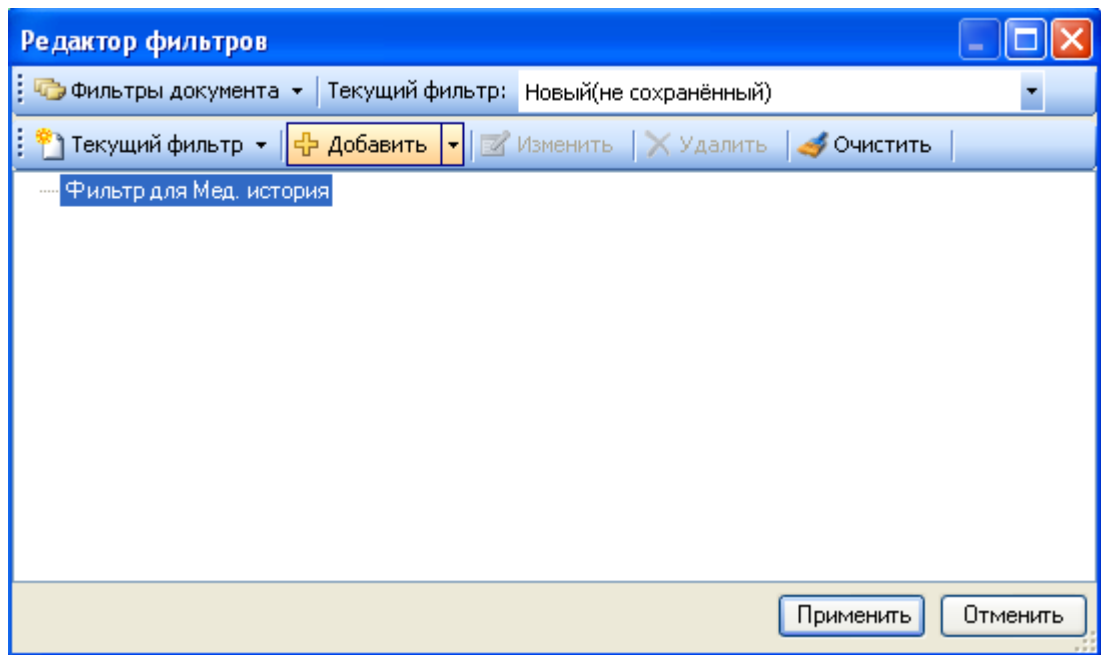 Редактор фильтров
Фильтры документа Текущий фильтр: Новый(не сохранённый)
Текущий фильтр Добавить Изменить Удалить Очистить
Фильтр для Мед. история
Применить Отменить